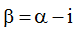 β = α − i